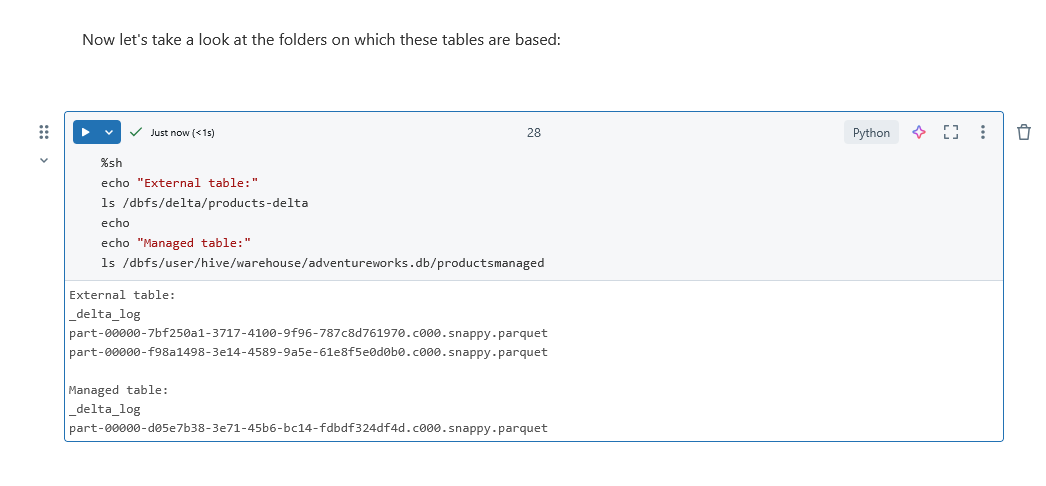 Now let's take a look at the folders on which these tables are based:
Just now (<1s)
28
Python
%sh
echo "External table:"
ls /dbfs/delta/products-delta
echo
echo "Managed table:"
ls /dbfs/user/hive/warehouse/adventureworks.db/productsmanaged
External table:
_delta_log
part-00000-7bf250a1-3717-4100-9f96-787c8d761970.c000.snappy.parquet
part-00000-f98a1498-3e14-4589-9a5e-61e8f5e0d0b0.c000.snappy.parquet
Managed table:
_delta_log
part-00000-d05e7b38-3e71-45b6-bc14-fdbdf324df4d.c000.snappy.parquet